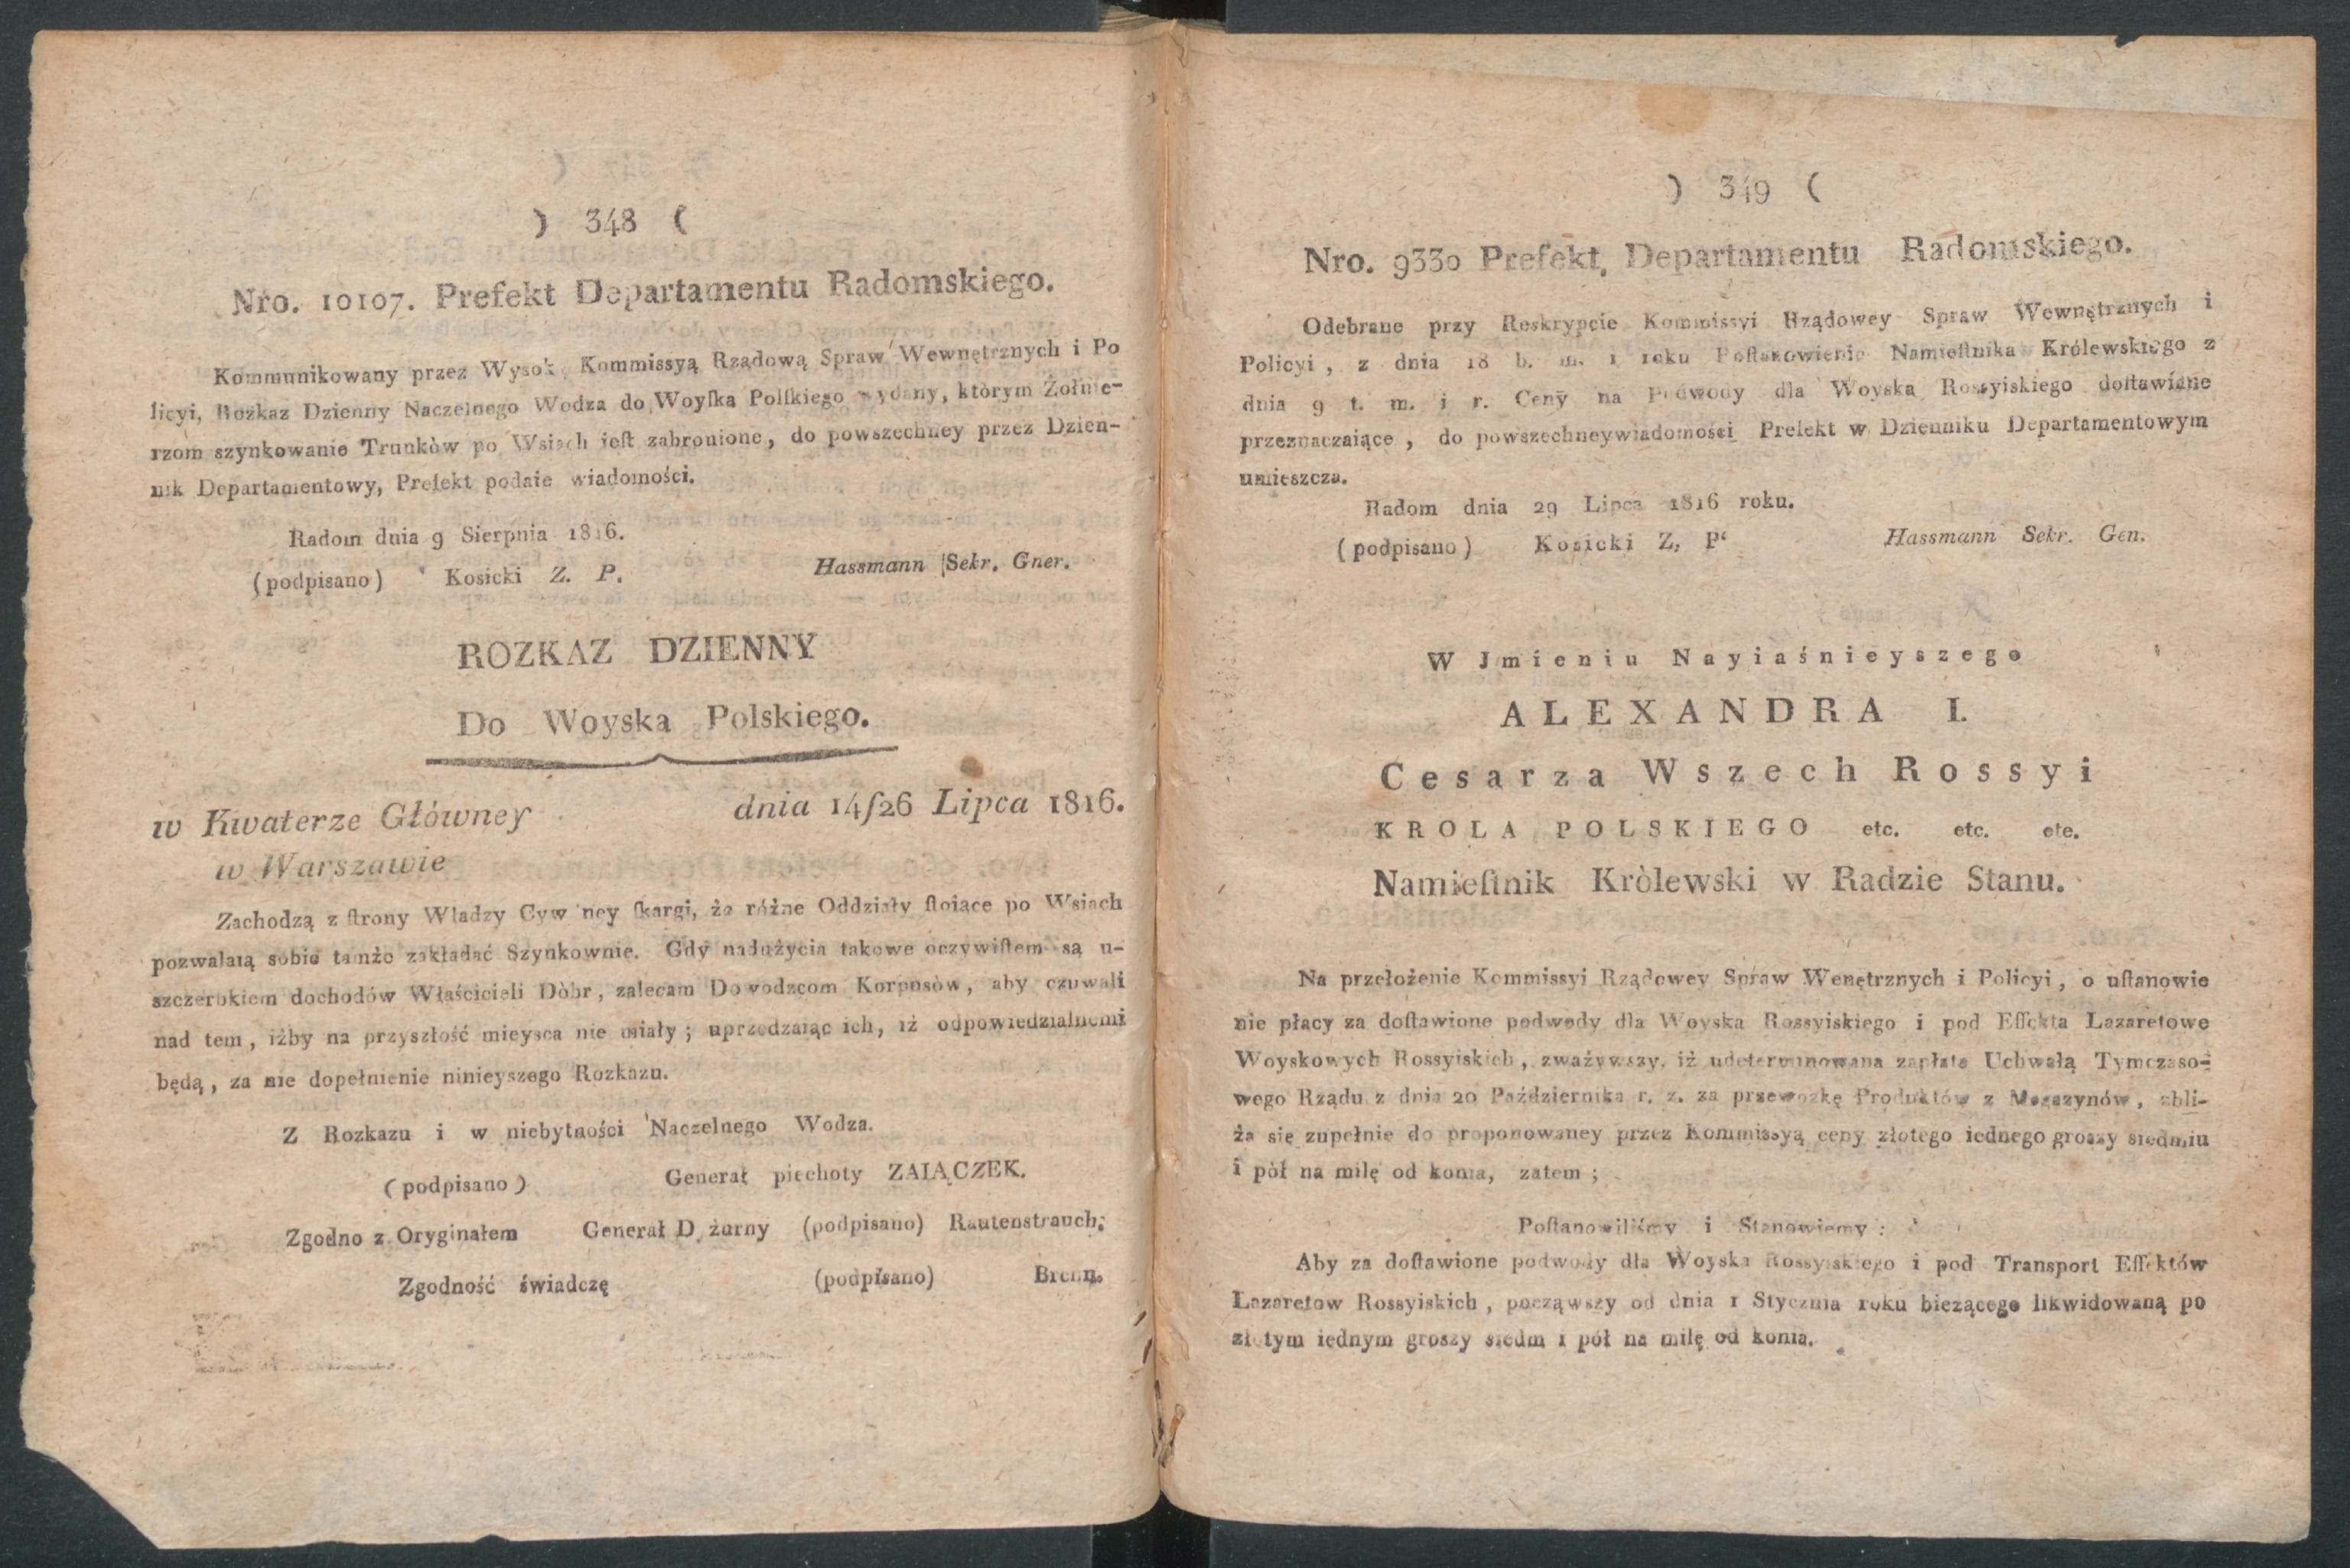 ) 348 (
Nro. 10107. Prefekt Departamentu Radomskiego.
Kommunikowany przez Wysok Kommissyą Rządową Spraw Wewnętrznych i Po
licyi, Rozkaz Dzienny Naczelnego Wodza do Woyſka Polſkiego wydany, którym Żołnie-
rzom szynkowanie Trunkòw po Wsiach ieſt zabronione, do powszechney przez Dzien-
nik Departamentowy, Prefekt podaie wiadomości.
Radom dnia 9 Sierpnia 1816.
(podpisano) Kosicki Z. P. Hassmann Sekr. Gner.
ROZKAZ DZIENNY
Do Woyska Polskiego.
w Kwaterze Główney dnia 14ſ26 Lipca 1816.
w Warszawie
Zachodzą z ſtrony Władzy Cyw ney ſkargi, że różne Oddziały ſtoiące po Wsiach
pozwalaią sobie tamże zakładać Szynkownie. Gdy nadużycia takowe oczywiſtem są u-
szczerbkiem dochodów Właścicieli Dòbr, zalecam Dowodzcom Korpusòw, aby czuwali
nad tem, iżby na przyszłość mieysca nie miały; uprzedzaiąc ich, iż odpowiedzialnemi
będą, za nie dopełnienie ninieyszego Rozkazu.
Z Rozkazu i w niebytności Naczelnego Wodza.
(podpisano) Generał piechoty ZAIĄCZEK.
Zgodno z Oryginałem Generał D żurny (podpisano) Rautenstrauch.
Zgodność świadczę (podpisano) Brenn.
) 349 (
Nro. 9330 Prefekt Departamentu Radomskiego.
Odebrane przy Reskrypcie Kommissyi Rządowey Spraw Wewnętrznych i
Policyi, z dnia 18 b. m. i roku Poſtanowienie Namieſtnika Królewskiego z
dnia 9 t. m. i r. Ceny na Podwody dla Woyska Rossyiskiego doſtawiane
przeznaczaiące, do powszechneywiadomości Prefekt w Dzienniku Departamentowym
umieszcza.
Radom dnia 29 Lipca 1816 roku.
(podpisano) Kosicki Z. P Hassmann Sekr. Gen.
W Jmieniu Nayiaśnieyszego
ALEXANDRA I.
Cesarza Wszech Rossyi
KROLA POLSKIEGO etc. etc. ete.
Namieſtnik Kròlewski w Radzie Stanu.
Na przełożenie Kommissyi Rządowey Spraw Wenętrznych i Policyi, o uſtanowie
nie płacy za doſtawione podwody dla Woyska Rossyiskiego i pod Effekta Lazaretowe
Woyskowych Rossyiskich, zważywszy, iż udeterminowana zapłata Uchwałą Tymczaso-
wego Rządu z dnia 20 Października r. z. za przewozkę Produktów z Magazynów, zbli-
ża się zupełnie do proponowaney przez Kommissyą ceny złotego iednego groszy siedmiu
i pòł na milę od konia, zatem;
Poſtanowiliśmy i Stanowiemy:
Aby za doſtawione podwody dla Woyska Rossyiskiego i pod Transport Effektów
Lazaretow Rossyiskich, począwszy od dnia 1 Stycznia roku bieżącego likwidowaną po
zł tym iednym groszy siedm i pół na milę od konia.